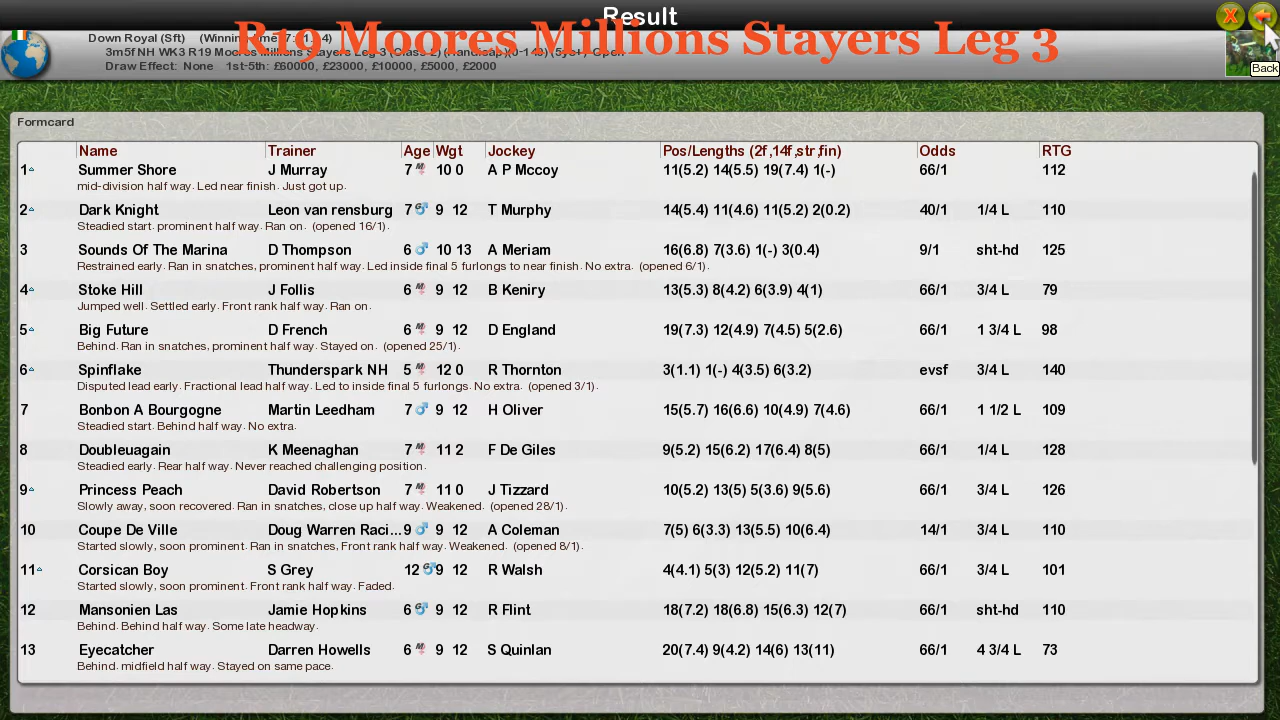 Result
R19 Moores Millions Stayers Leg 3
Down Royal (Sft) (Winning
3m5f NH WK3 R19 Moores Millions Stayers Leg 3 (Class 2) (Handicap)(0-140) (5yo+) Open
Draw Effect: None 1st-5th: £60000, £23000, £10000, £5000, £2000
Back
Formcard
Name Trainer Age Wgt Jockey Pos/Lengths (2f,14f,str,fin) Odds RTG
1 Summer Shore J Murray 7 10 0 A P Mccoy 11(5.2) 14(5.5) 19(7.4) 1(-) 66/1 112
mid-division half way. Led near finish. Just got up.
2 Dark Knight Leon van rensburg 7 9 12 T Murphy 14(5.4) 11(4.6) 11(5.2) 2(0.2) 40/1 1/4 L 110
Steadied start. prominent half way. Ran on. (opened 16/1).
3 Sounds Of The Marina D Thompson 6 10 13 A Meriam 16(6.8) 7(3.6) 1(-) 3(0.4) 9/1 sht-hd 125
Restrained early. Ran in snatches, prominent half way. Led inside final 5 furlongs to near finish. No extra. (opened 6/1).
4 Stoke Hill J Follis 6 9 12 B Keniry 13(5.3) 8(4.2) 6(3.9) 4(1) 66/1 3/4 L 79
Jumped well. Settled early. Front rank half way. Ran on.
5 Big Future D French 6 9 12 D England 19(7.3) 12(4.9) 7(4.5) 5(2.6) 66/1 1 3/4 L 98
Behind. Ran in snatches, prominent half way. Stayed on. (opened 25/1).
6 Spinflake Thunderspark NH 5 12 0 R Thornton 3(1.1) 1(-) 4(3.5) 6(3.2) evsf 3/4 L 140
Disputed lead early. Fractional lead half way. Led to inside final 5 furlongs. No extra. (opened 3/1).
7 Bonbon A Bourgogne Martin Leedham 7 9 12 H Oliver 15(5.7) 16(6.6) 10(4.9) 7(4.6) 66/1 1 1/2 L 109
Steadied start. Behind half way. No extra.
8 Doubleuagain K Meenaghan 7 11 2 F De Giles 9(5.2) 15(6.2) 17(6.4) 8(5) 66/1 1/4 L 128
Steadied early. Rear half way. Never reached challenging position.
9 Princess Peach David Robertson 7 11 0 J Tizzard 10(5.2) 13(5) 5(3.6) 9(5.6) 66/1 3/4 L 126
Slowly away, soon recovered. Ran in snatches, close up half way. Weakened. (opened 28/1).
10 Coupe De Ville Doug Warren Raci... 9 9 12 A Coleman 7(5) 6(3.3) 13(5.5) 10(6.4) 14/1 3/4 L 110
Started slowly, soon prominent. Ran in snatches, Front rank half way. Weakened. (opened 8/1).
11 Corsican Boy S Grey 12 9 12 R Walsh 4(4.1) 5(3) 12(5.2) 11(7) 66/1 3/4 L 101
Started slowly, soon prominent. Front rank half way. Faded.
12 Mansonien Las Jamie Hopkins 6 9 12 R Flint 18(7.2) 18(6.8) 15(6.3) 12(7) 66/1 sht-hd 110
Behind. Behind half way. Some late headway.
13 Eyecatcher Darren Howells 6 9 12 S Quinlan 20(7.4) 9(4.2) 14(6) 13(11) 66/1 4 3/4 L 73
Behind. midfield half way. Stayed on same pace.